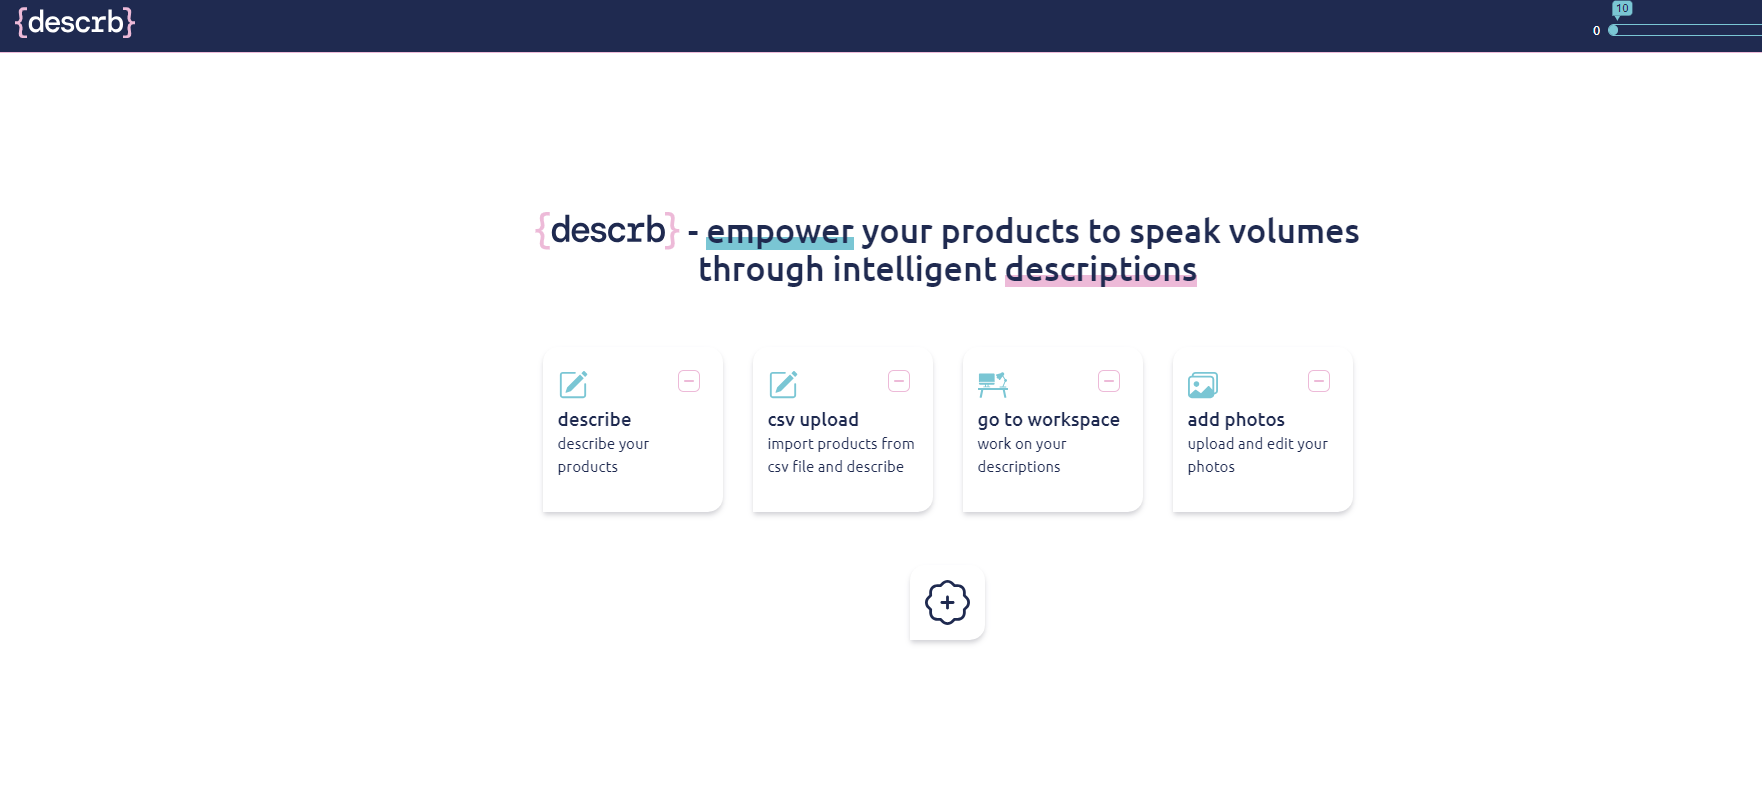 {descrb}
10
0
{descrb} - empower your products to speak volumes
through intelligent descriptions
describe
describe your
products
csv upload
import products from
csv file and describe
go to workspace
work on your
descriptions
add photos
upload and edit your
photos